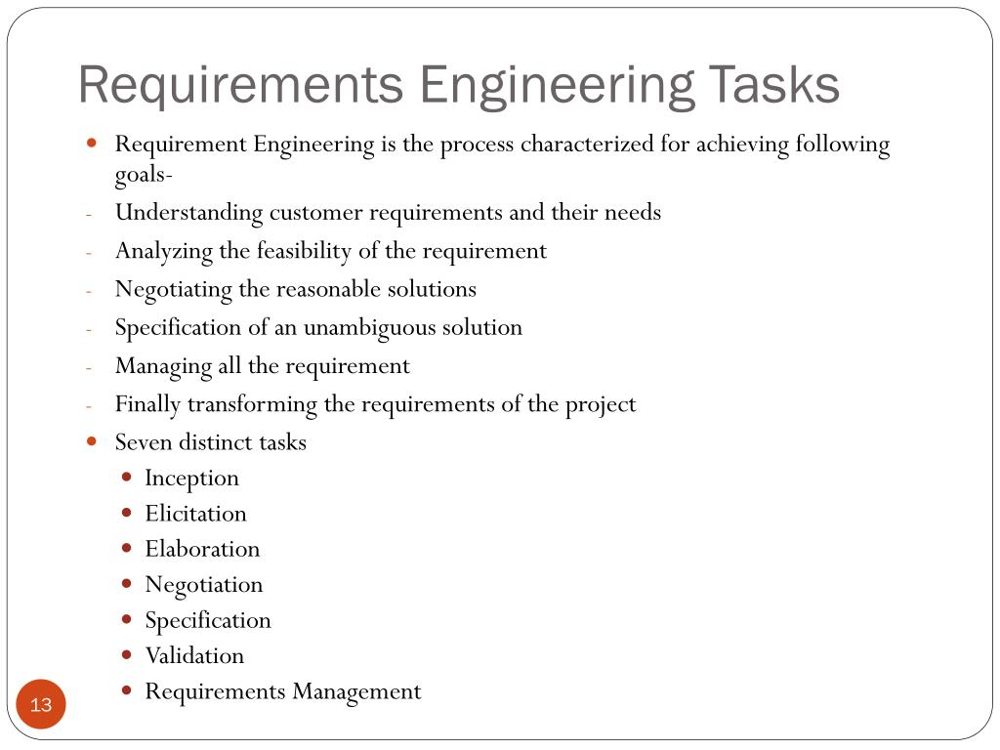 Requirements Engineering Tasks
• Requirement Engineering is the process characterized for achieving following
goals-
- Understanding customer requirements and their needs
- Analyzing the feasibility of the requirement
- Negotiating the reasonable solutions
- Specification of an unambiguous solution
- Managing all the requirement
- Finally transforming the requirements of the project
• Seven distinct tasks
• Inception
• Elicitation
• Elaboration
• Negotiation
• Specification
• Validation
• Requirements Management
13